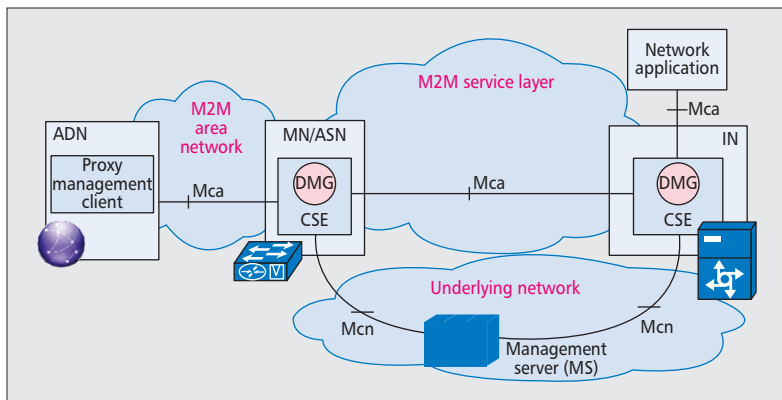 Network
application
M2M service layer
M2M
area
network
Mca
ADN
MN/ASN
IN
Proxy
management
client
DMG
DMG
Mca
Mca
CSE
CSE
V
Underlying network
Mcn
Mcn
Management
server (MS)